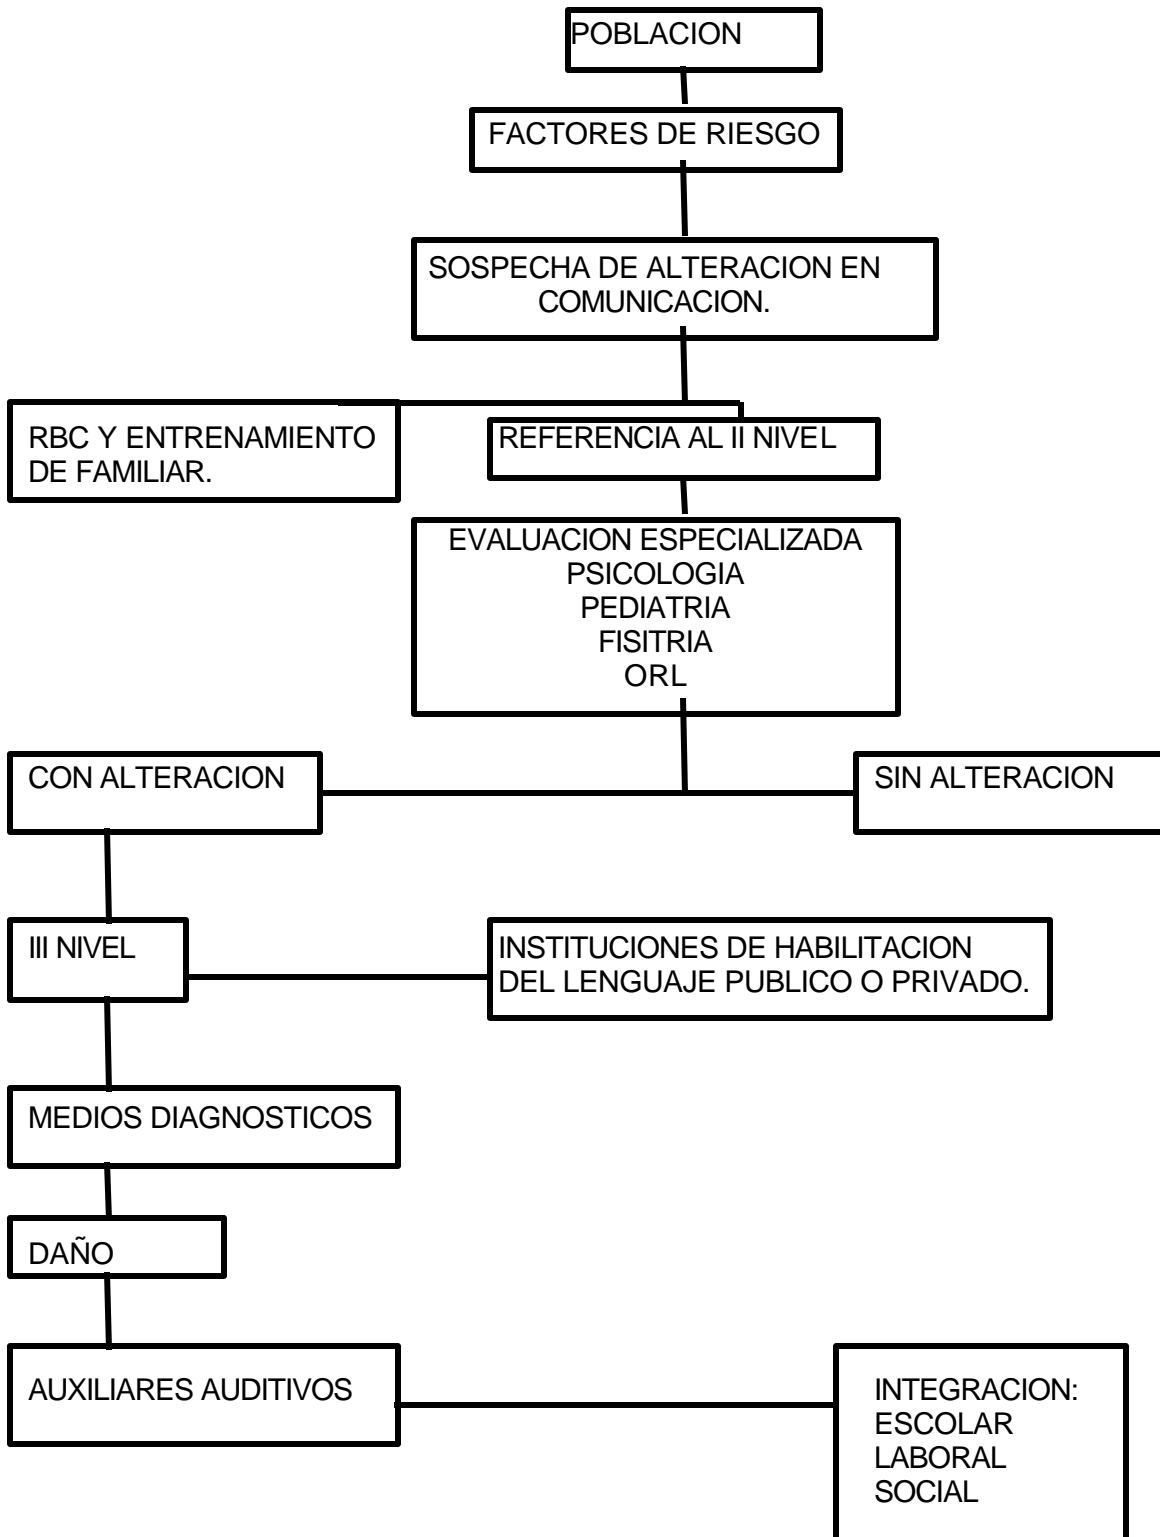 POBLACION
FACTORES DE RIESGO
SOSPECHA DE ALTERACION EN
COMUNICACION.
RBC Y ENTRENAMIENTO
DE FAMILIAR.
REFERENCIA AL II NIVEL
EVALUACION ESPECIALIZADA
PSICOLOGIA
PEDIATRIA
FISITRIA
ORL
CON ALTERACION
SIN ALTERACION
III NIVEL
INSTITUCIONES DE HABILITACION
DEL LENGUAJE PUBLICO O PRIVADO.
MEDIOS DIAGNOSTICOS
DAÑO
AUXILIARES AUDITIVOS
INTEGRACION:
ESCOLAR
LABORAL
SOCIAL